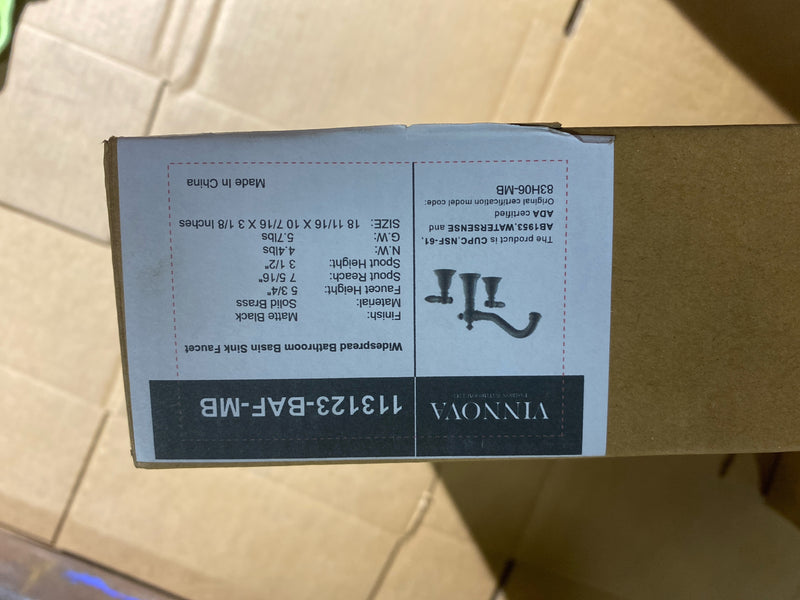 VINNOVA
113123-BAF-MB
Widespread Bathroom Basin Sink Faucet
Finish: Matte Black
Material: Solid Brass
Faucet Height: 5 3/4"
Spout Reach: 7 5/16"
Spout Height: 3 1/2"
N.W: 4.4lbs
G.W: 5.7lbs
SIZE: 18 11/16 X 10 7/16 X 3 1/8 Inches
Made In China
The product is CUPC,NSF-61,
AB1953,WATERSENSE and
ADA certified
Original certification model code:
83H06-MB